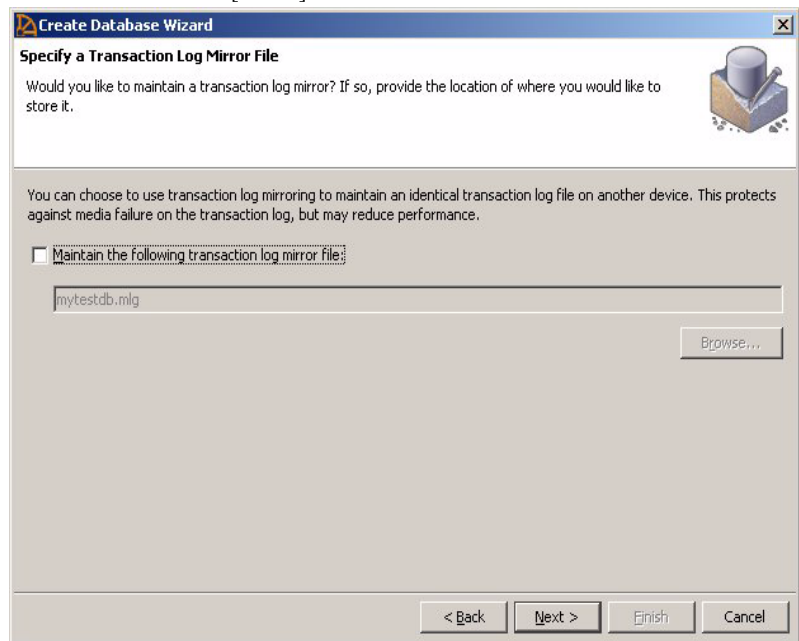 Create Database Wizard
Specify a Transaction Log Mirror File
Would you like to maintain a transaction log mirror? If so, provide the location of where you would like to
store it.
You can choose to use transaction log mirroring to maintain an identical transaction log file on another device. This protects
against media failure on the transaction log, but may reduce performance.
Maintain the following transaction log mirror file:
mytestdb.mlg
Browse...
< Back
Next >
Finish
Cancel